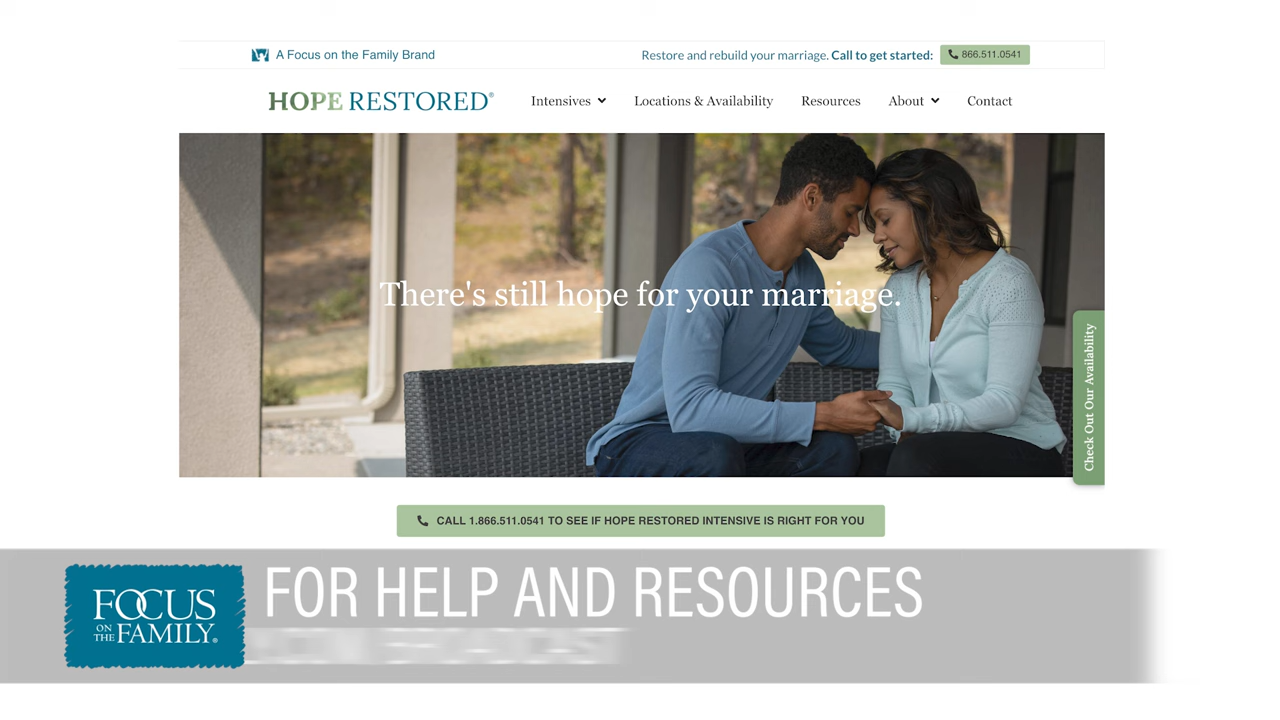 A Focus on the Family Brand
Restore and rebuild your marriage. Call to get started: 866.511.0541
HOPE RESTORED®
Intensives Locations & Availability Resources About Contact
There's still hope for your marriage.
Check Out Our Availability
CALL 1.866.511.0541 TO SEE IF HOPE RESTORED INTENSIVE IS RIGHT FOR YOU
FOCUS
ON THE FAMILY®
FOR HELP AND RESOURCES